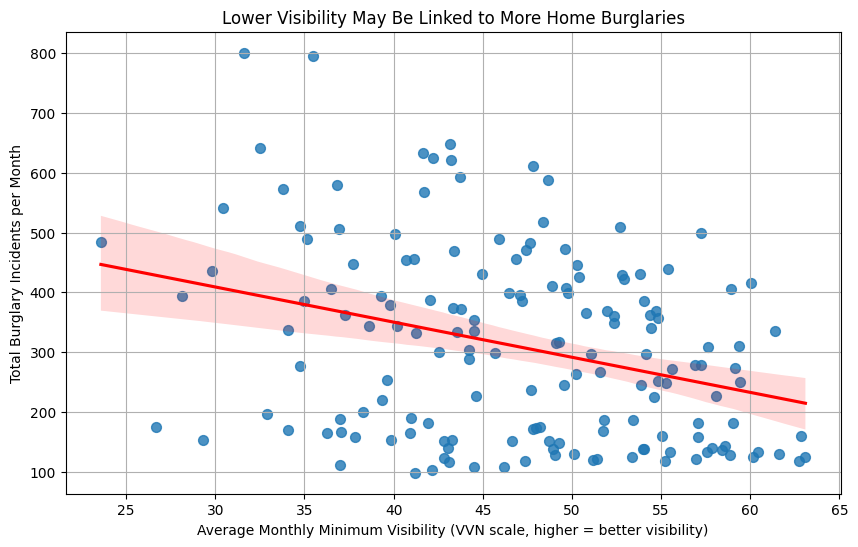 Lower Visibility May Be Linked to More Home Burglaries
Total Burglary Incidents per Month
800
700
600
500
400
300
200
100
25 30 35 40 45 50 55 60 65
Average Monthly Minimum Visibility (VVN scale, higher = better visibility)